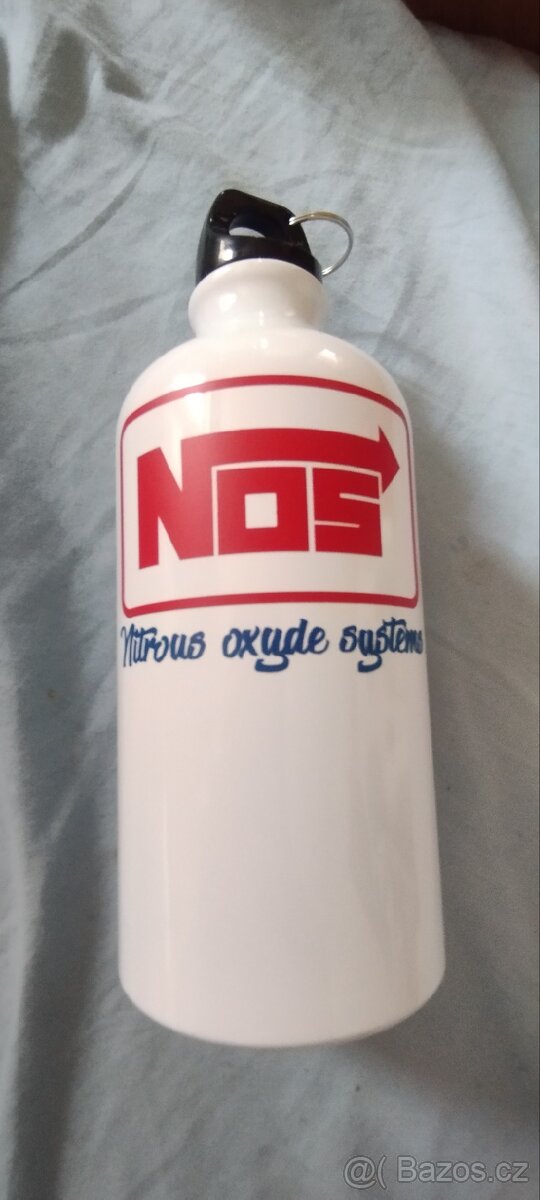 NOS
Nitrous oxyde systems
@( Bazos.cz